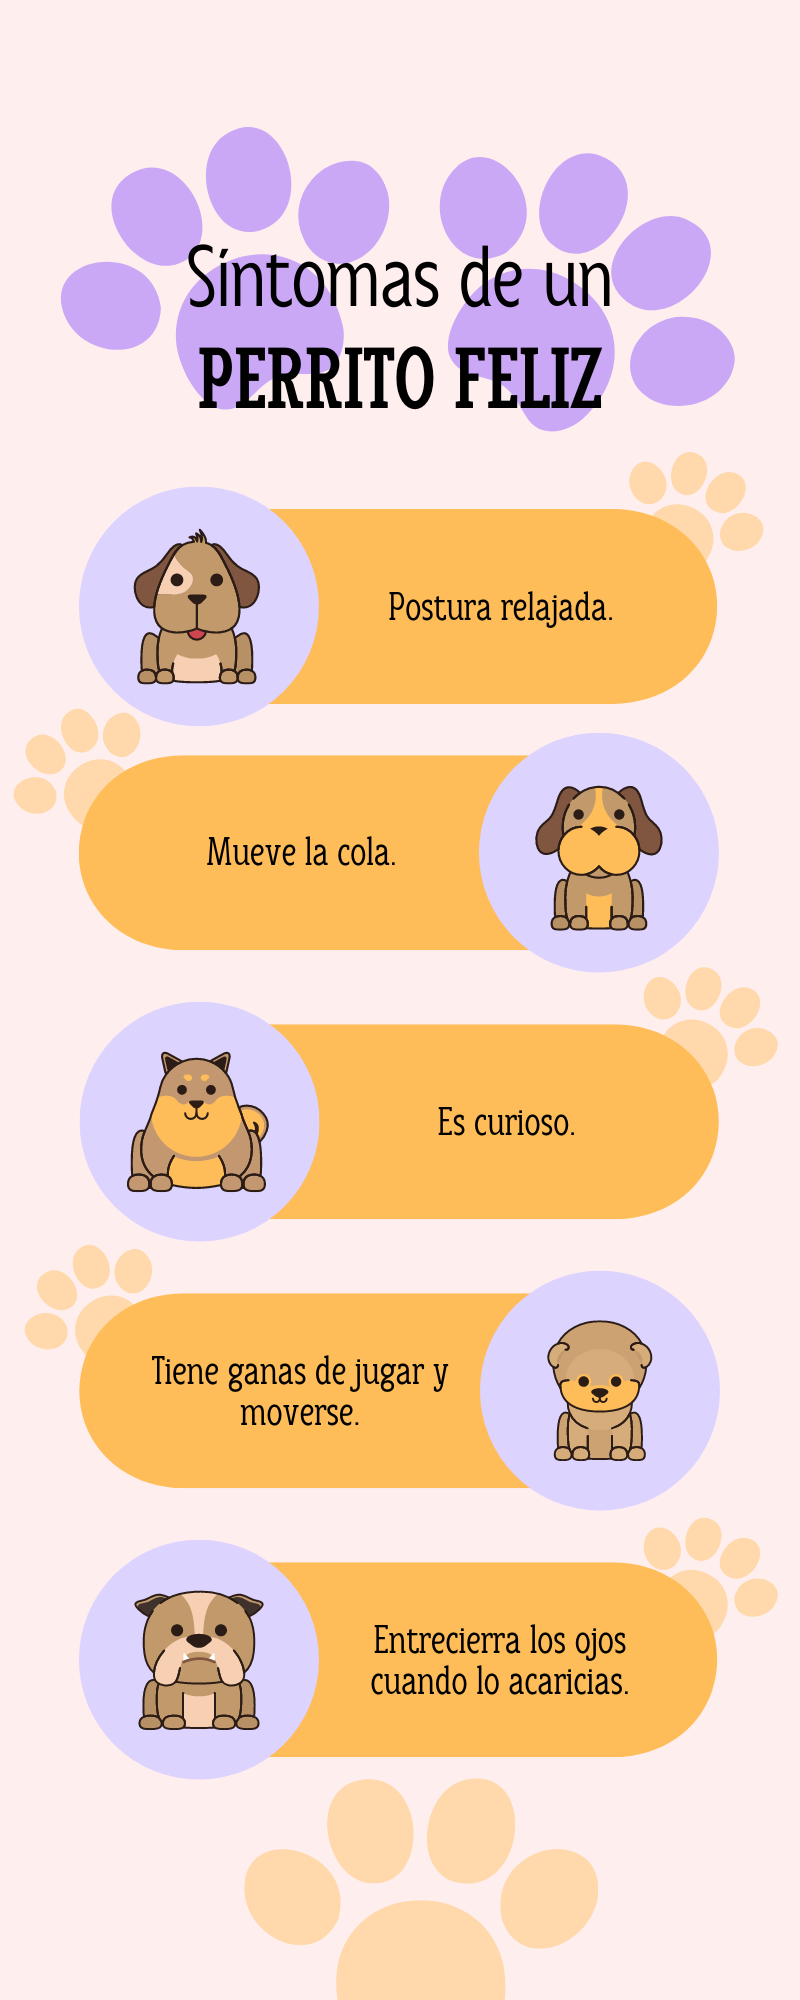 Síntomas de un
PERRITO FELIZ
Postura relajada.
Mueve la cola.
Es curioso.
Tiene ganas de jugar y
moverse.
Entrecierra los ojos
cuando lo acaricias.